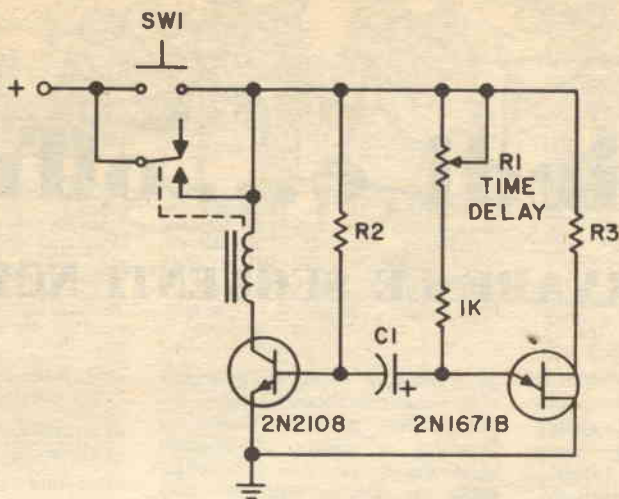 SW1
+
R1
TIME
DELAY
R2
R3
1K
C1
+
2N2108
2N1671B